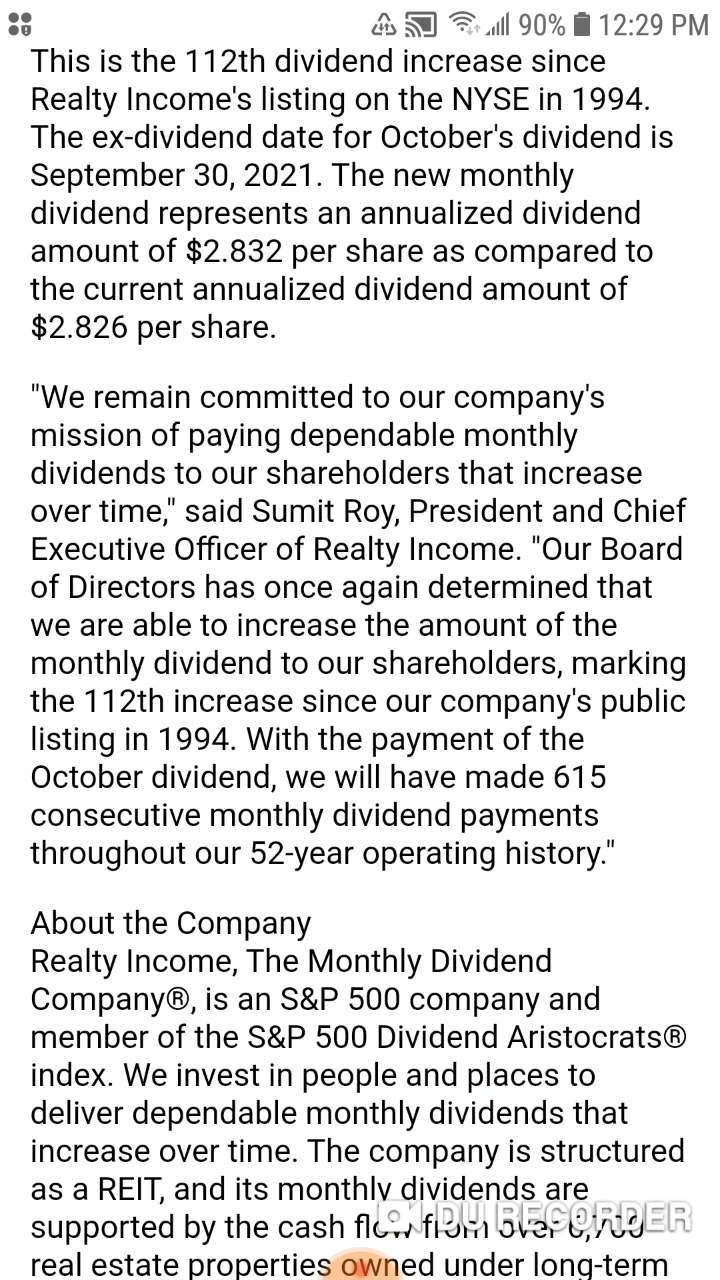 90% 12:29 PM
This is the 112th dividend increase since
Realty Income's listing on the NYSE in 1994.
The ex-dividend date for October's dividend is
September 30, 2021. The new monthly
dividend represents an annualized dividend
amount of $2.832 per share as compared to
the current annualized dividend amount of
$2.826 per share.
"We remain committed to our company's
mission of paying dependable monthly
dividends to our shareholders that increase
over time," said Sumit Roy, President and Chief
Executive Officer of Realty Income. "Our Board
of Directors has once again determined that
we are able to increase the amount of the
monthly dividend to our shareholders, marking
the 112th increase since our company's public
listing in 1994. With the payment of the
October dividend, we will have made 615
consecutive monthly dividend payments
throughout our 52-year operating history."
About the Company
Realty Income, The Monthly Dividend
Company®, is an S&P 500 company and
member of the S&P 500 Dividend Aristocrats®
index. We invest in people and places to
deliver dependable monthly dividends that
increase over time. The company is structured
as a REIT, and its monthly dividends are
supported by the cash flow from over 6,700
DU RECORDER
real estate properties owned under long-term